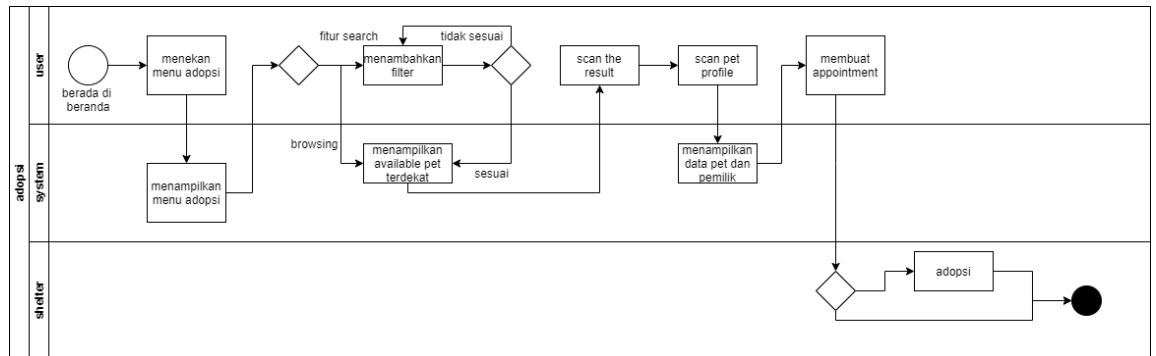 adopsi
user
system
shelter
berada di
beranda
menekan
menu adopsi
menampilkan
menu adopsi
fitur search
browsing
menambahkan
filter
tidak sesuai
sesuai
menampilkan
available pet
terdekat
scan the
result
scan pet
profile
menampilkan
data pet dan
pemilik
membuat
appointment
adopsi